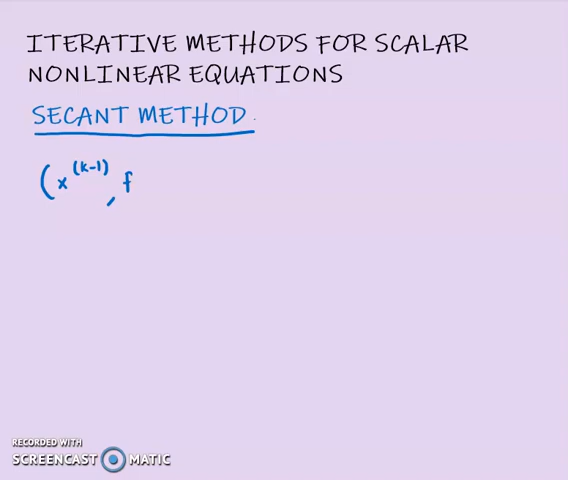 ITERATIVE METHODS FOR SCALAR
NONLINEAR EQUATIONS
SECANT METHOD.
(x^(k-1), f
RECORDED WITH
SCREENCAST MATIC